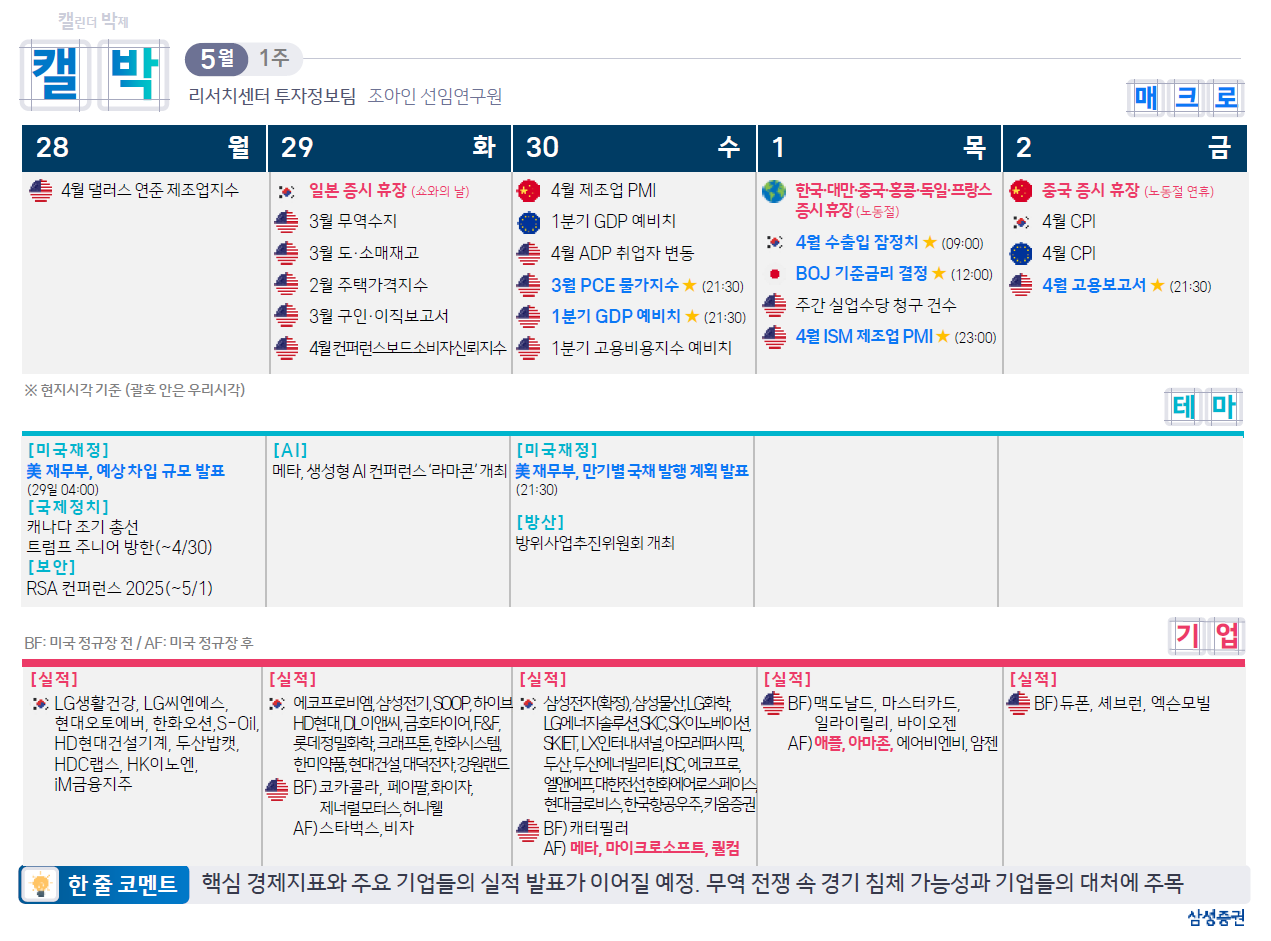 캘린더 박제
캘 박
5월 1주
리서치센터 투자정보팀 조아인 선임연구원
매크로
28 월
29 화
30 수
1 목
2 금
4월 댈러스 연준 제조업지수
일본 증시 휴장 (쇼와의 날)
3월 무역수지
3월 도·소매재고
2월 주택가격지수
3월 구인·이직보고서
4월 컨퍼런스보드 소비자신뢰지수
4월 제조업 PMI
1분기 GDP 예비치
4월 ADP 취업자 변동
3월 PCE 물가지수 ★ (21:30)
1분기 GDP 예비치 ★ (21:30)
1분기 고용비용지수 예비치
한국·대만·중국·홍콩·독일·프랑스
증시 휴장 (노동절)
4월 수출입 잠정치 ★ (09:00)
BOJ 기준금리 결정 ★ (12:00)
주간 실업수당 청구 건수
4월 ISM 제조업 PMI ★ (23:00)
중국 증시 휴장 (노동절 연휴)
4월 CPI
4월 CPI
4월 고용보고서 ★ (21:30)
※ 현지시각 기준 (괄호 안은 우리시각)
테마
[미국재정]
美 재무부, 예상 차입 규모 발표
(29일 04:00)
[국제정치]
캐나다 조기 총선
트럼프 주니어 방한(~4/30)
[보안]
RSA 컨퍼런스 2025(~5/1)
[AI]
메타, 생성형 AI 컨퍼런스 '라마콘' 개최
[미국재정]
美 재무부, 만기별 국채 발행 계획 발표
(21:30)
[방산]
방위사업추진위원회 개최
BF: 미국 정규장 전 / AF: 미국 정규장 후
기업
[실적]
LG생활건강, LG씨엔에스,
현대오토에버, 한화오션, S-Oil,
HD현대건설기계, 두산밥캣,
HDC랩스, HK이노엔,
iM금융지주
[실적]
에코프로비엠, 삼성전기, SOOP, 하이브
HD현대, DL이앤씨, 금호타이어, F&F,
롯데정밀화학, 크래프톤, 한화시스템,
한미약품, 현대건설, 대덕전자, 강원랜드
BF) 코카콜라, 페이팔, 화이자,
제너럴모터스, 허니웰
AF) 스타벅스, 비자
[실적]
삼성전자(확정), 삼성물산, LG화학,
LG에너지솔루션, SKC, SK이노베이션,
SKIET, LX인터내셔널, 아모레퍼시픽,
두산, 두산에너빌리티, ISC, 에코프로,
엘앤에프, 대한전선, 한화에어로스페이스,
현대글로비스, 한국항공우주, 키움증권
BF) 캐터필러
AF) 메타, 마이크로소프트, 퀄컴
[실적]
BF) 맥도날드, 마스터카드,
일라이릴리, 바이오젠
AF) 애플, 아마존, 에어비엔비, 암젠
[실적]
BF) 듀폰, 셰브런, 엑슨모빌
한 줄 코멘트
핵심 경제지표와 주요 기업들의 실적 발표가 이어질 예정. 무역 전쟁 속 경기 침체 가능성과 기업들의 대처에 주목
삼성증권